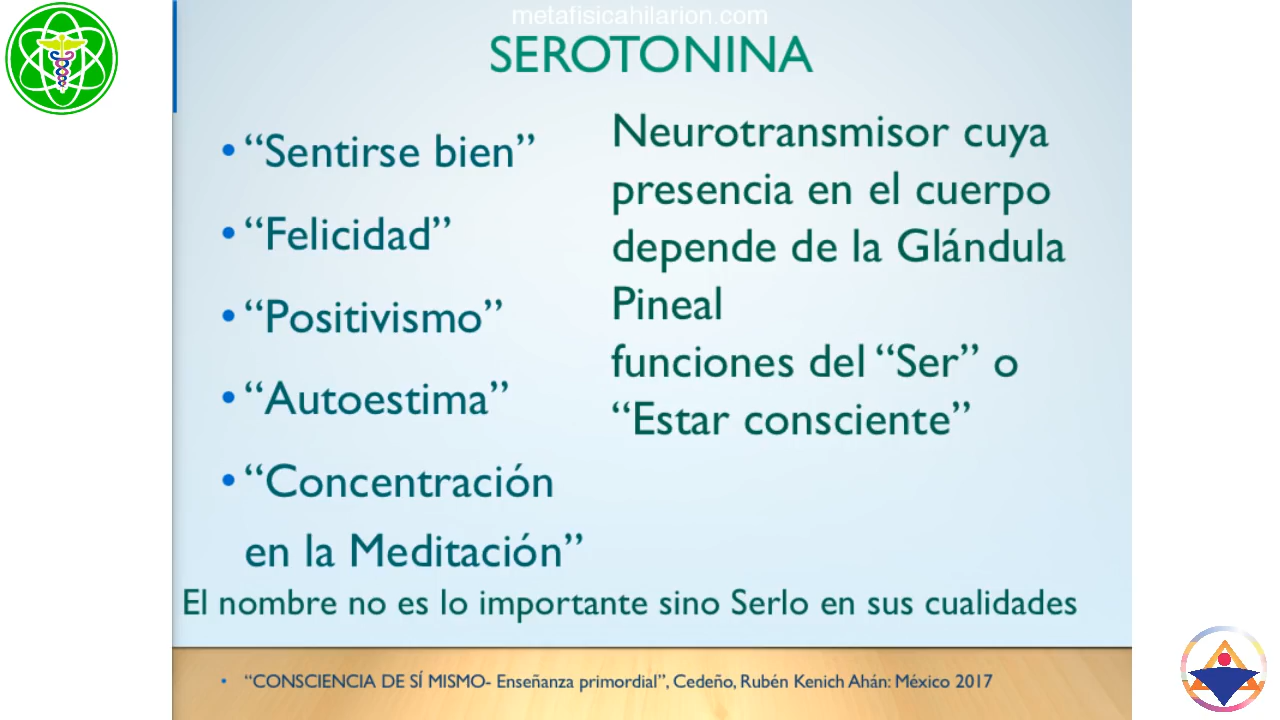 metafisicahilarion.com
SEROTONINA
• “Sentirse bien”
• “Felicidad”
• “Positivismo”
• “Autoestima”
• “Concentración
en la Meditación”
Neurotransmisor cuya
presencia en el cuerpo
depende de la Glándula
Pineal
funciones del “Ser” o
“Estar consciente”
El nombre no es lo importante sino Serlo en sus cualidades
• “CONSCIENCIA DE SÍ MISMO- Enseñanza primordial”, Cedeño, Rubén Kenich Ahán: México 2017